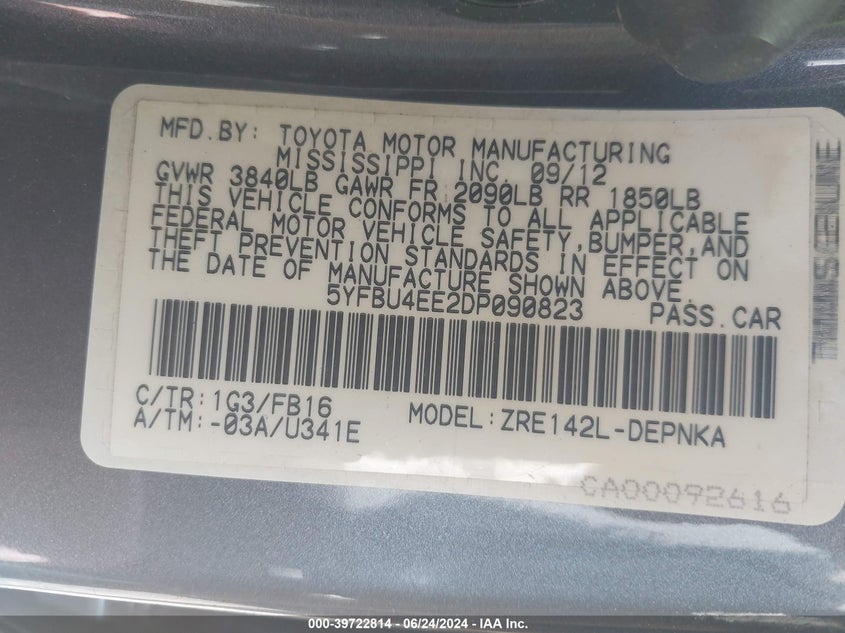 MFD.BY: TOYOTA MOTOR MANUFACTURING
MISSISSIPPI INC. 09/12
GVWR 3840LB GAWR FR 2090LB RR 1850LB
THIS VEHICLE CONFORMS TO ALL APPLICABLE
FEDERAL MOTOR VEHICLE SAFETY,BUMPER,AND
THEFT PREVENTION STANDARDS IN EFFECT ON
THE DATE OF MANUFACTURE SHOWN ABOVE.
5YFBU4EE2DP090823 PASS.CAR
C/TR:1G3/FB16
A/TM:-03A/U341E MODEL:ZRE142L-DEPNKA
CA00092616
000-39722814 - 06/24/2024 - IAA Inc.